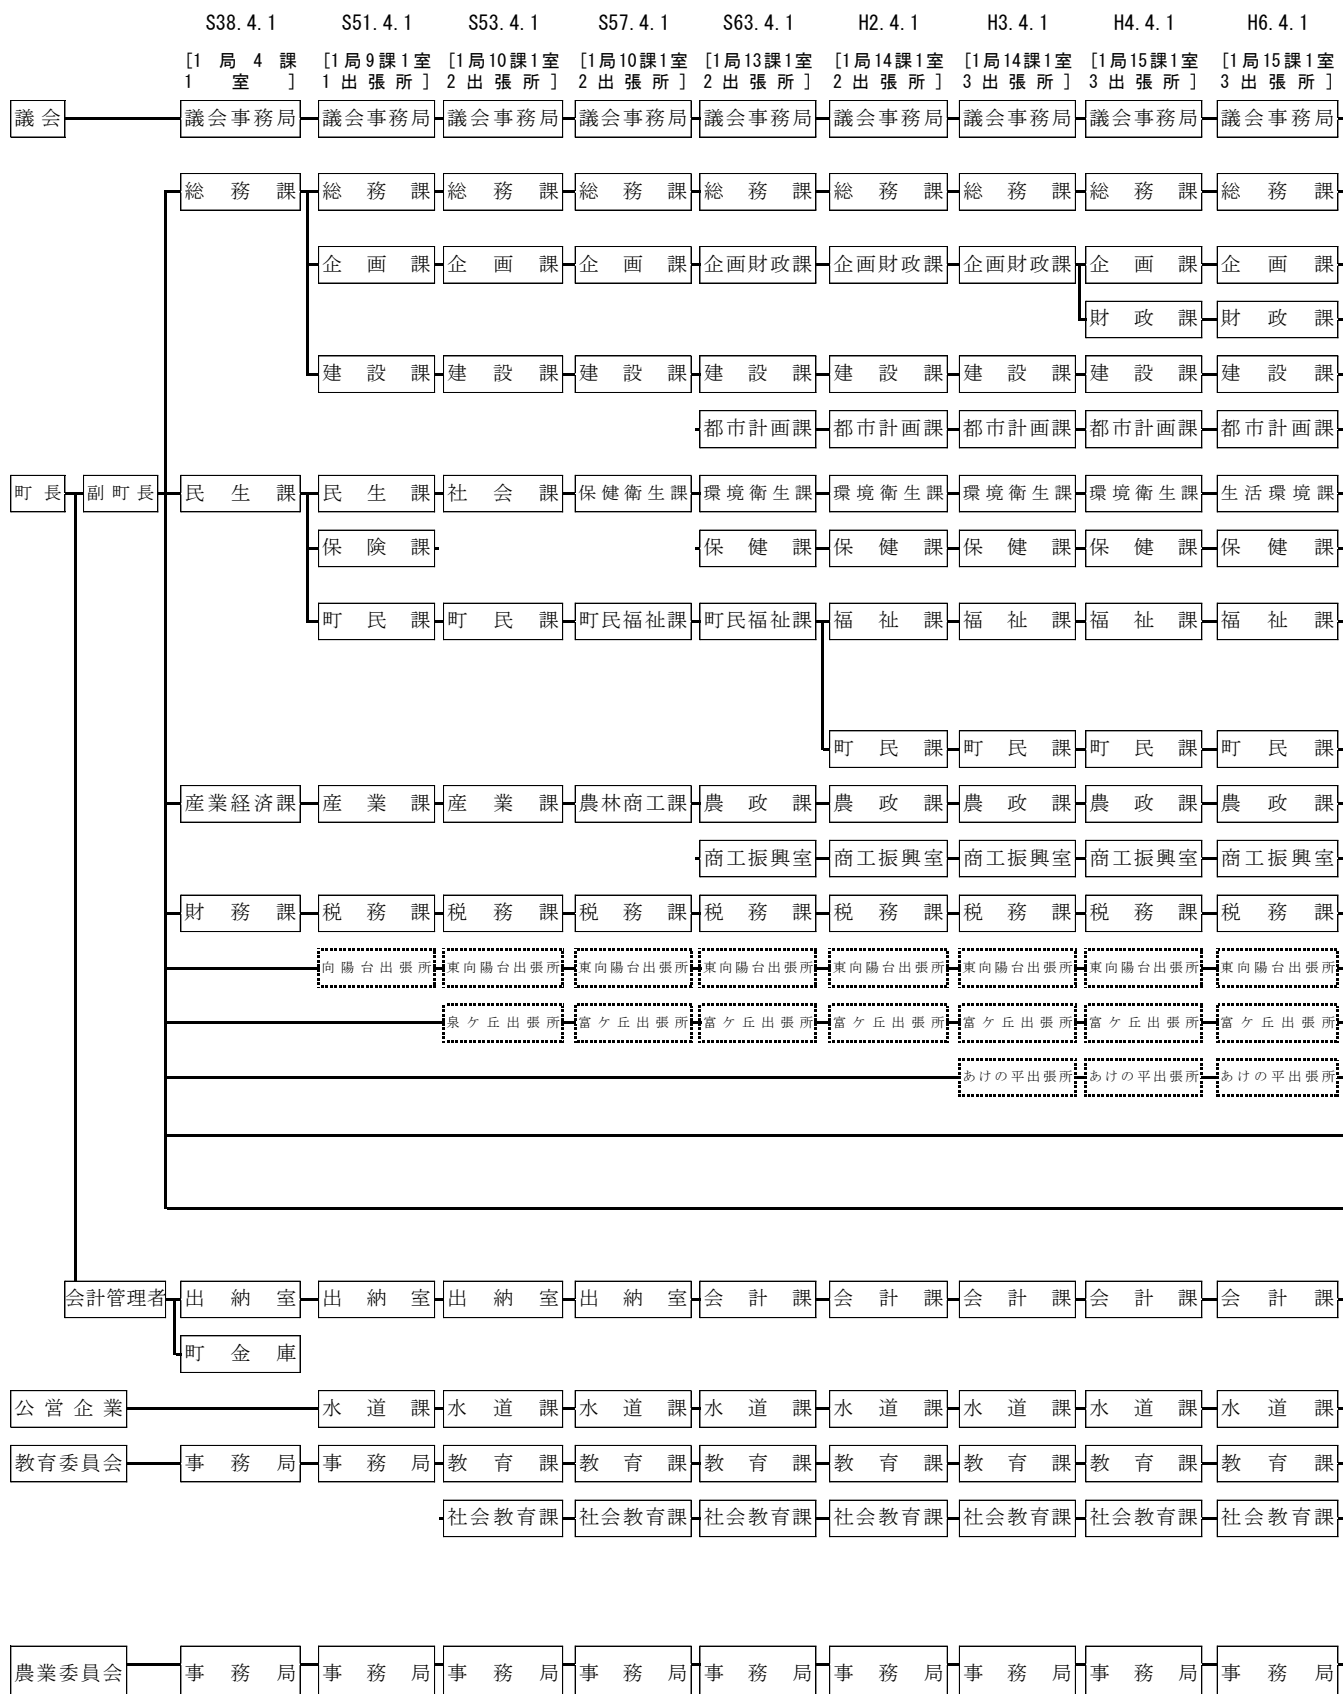 S38.4.1 S51.4.1 S53.4.1 S57.4.1 S63.4.1 H2.4.1 H3.4.1 H4.4.1 H6.4.1
[1局4課 [1局9課1室 [1局10課1室 [1局10課1室 [1局13課1室 [1局14課1室 [1局14課1室 [1局15課1室 [1局15課1室
1室] 1出張所] 2出張所] 2出張所] 2出張所] 2出張所] 3出張所] 3出張所] 3出張所]
議会 議会事務局 議会事務局 議会事務局 議会事務局 議会事務局 議会事務局 議会事務局 議会事務局 議会事務局
総務課 総務課 総務課 総務課 総務課 総務課 総務課 総務課 総務課
企画課 企画課 企画課 企画財政課 企画財政課 企画財政課 企画課 企画課
財政課 財政課
建設課 建設課 建設課 建設課 建設課 建設課 建設課 建設課
都市計画課 都市計画課 都市計画課 都市計画課 都市計画課
町長 副町長 民生課 民生課 社会課 保健衛生課 環境衛生課 環境衛生課 環境衛生課 環境衛生課 生活環境課
保険課 保健課 保健課 保健課 保健課 保健課
町民課 町民課 町民福祉課 町民福祉課 福祉課 福祉課 福祉課 福祉課
町民課 町民課 町民課 町民課
産業経済課 産業課 産業課 農林商工課 農政課 農政課 農政課 農政課 農政課
商工振興室 商工振興室 商工振興室 商工振興室 商工振興室
財務課 税務課 税務課 税務課 税務課 税務課 税務課 税務課 税務課
向陽台出張所 東向陽台出張所 東向陽台出張所 東向陽台出張所 東向陽台出張所 東向陽台出張所 東向陽台出張所 東向陽台出張所
泉ケ丘出張所 富ケ丘出張所 富ケ丘出張所 富ケ丘出張所 富ケ丘出張所 富ケ丘出張所 富ケ丘出張所
あけの平出張所 あけの平出張所 あけの平出張所
会計管理者 出納室 出納室 出納室 出納室 会計課 会計課 会計課 会計課 会計課
町金庫
公営企業 水道課 水道課 水道課 水道課 水道課 水道課 水道課 水道課
教育委員会 事務局 事務局 教育課 教育課 教育課 教育課 教育課 教育課 教育課
社会教育課 社会教育課 社会教育課 社会教育課 社会教育課 社会教育課 社会教育課
農業委員会 事務局 事務局 事務局 事務局 事務局 事務局 事務局 事務局 事務局